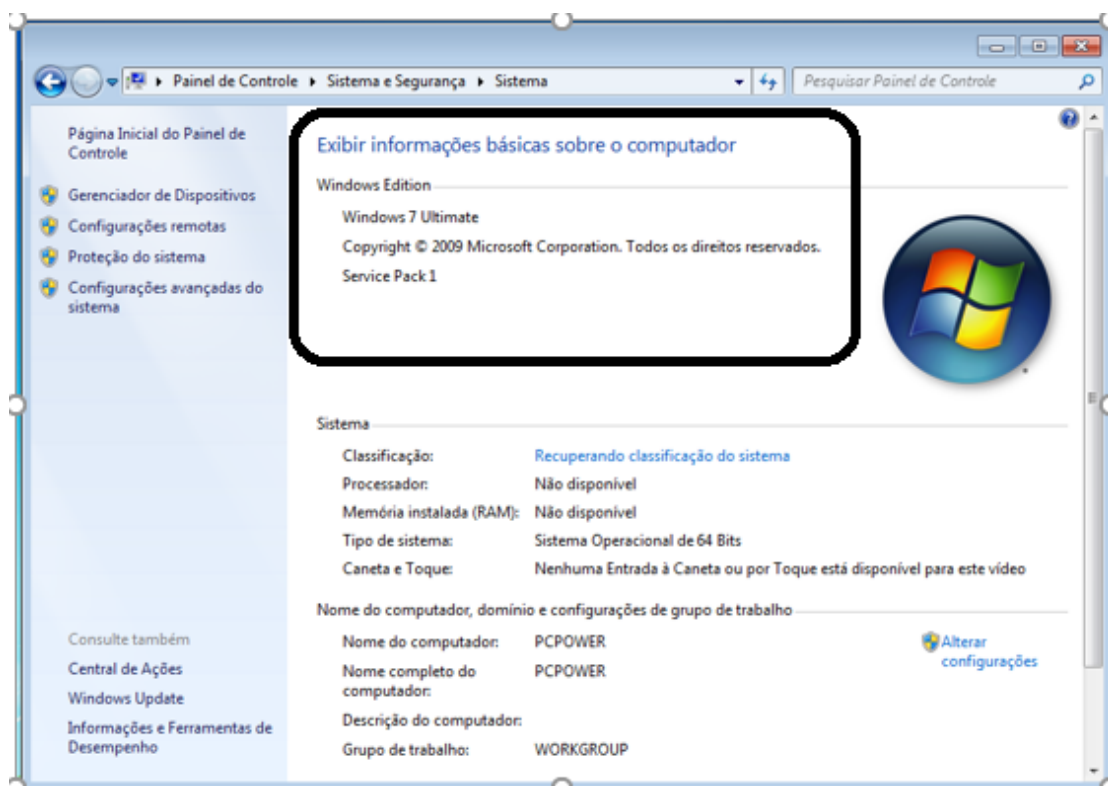 Painel de Controle ▸ Sistema e Segurança ▸ Sistema
Pesquisar Painel de Controle
Página Inicial do Painel de
Controle
Gerenciador de Dispositivos
Configurações remotas
Proteção do sistema
Configurações avançadas do
sistema
Exibir informações básicas sobre o computador
Windows Edition
Windows 7 Ultimate
Copyright © 2009 Microsoft Corporation. Todos os direitos reservados.
Service Pack 1
Sistema
Classificação: Recuperando classificação do sistema
Processador: Não disponível
Memória instalada (RAM): Não disponível
Tipo de sistema: Sistema Operacional de 64 Bits
Caneta e Toque: Nenhuma Entrada à Caneta ou por Toque está disponível para este vídeo
Nome do computador, domínio e configurações de grupo de trabalho
Nome do computador: PCPOWER
Alterar
configurações
Nome completo do
computador: PCPOWER
Descrição do computador:
Grupo de trabalho: WORKGROUP
Consulte também
Central de Ações
Windows Update
Informações e Ferramentas de
Desempenho